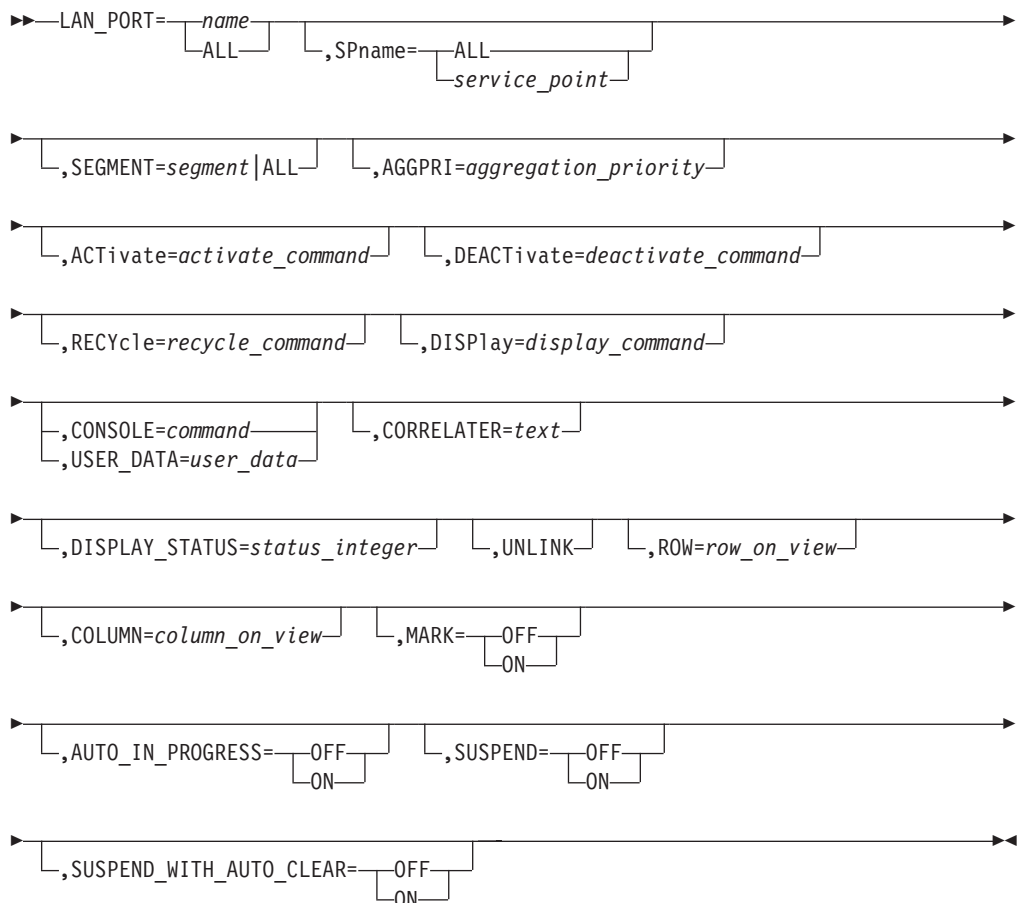 LAN_PORT= name
ALL
,SPname= ALL
service_point
,SEGMENT=segment|ALL ,AGGPRI=aggregation_priority
,ACTivate=activate_command ,DEACTivate=deactivate_command
,RECYcle=recycle_command ,DISPlay=display_command
,CONSOLE=command ,CORRELATER=text
,USER_DATA=user_data
,DISPLAY_STATUS=status_integer ,UNLINK ,ROW=row_on_view
,COLUMN=column_on_view ,MARK= OFF
ON
,AUTO_IN_PROGRESS= OFF ,SUSPEND= OFF
ON ON
,SUSPEND_WITH_AUTO_CLEAR= OFF
ON